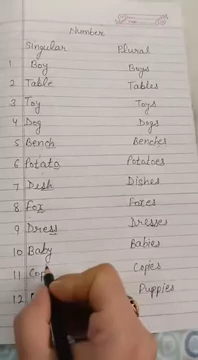 Number
Singular Plural
1 Boy Boys
2 Table Tables
3 Toy Toys
4 Dog Dogs
5 Bench Benches
6 Potato Potatoes
7 Dish Dishes
8 Fox Foxes
9 Dress Dresses
10 Baby Babies
11 Cop Copies
12 Puppies